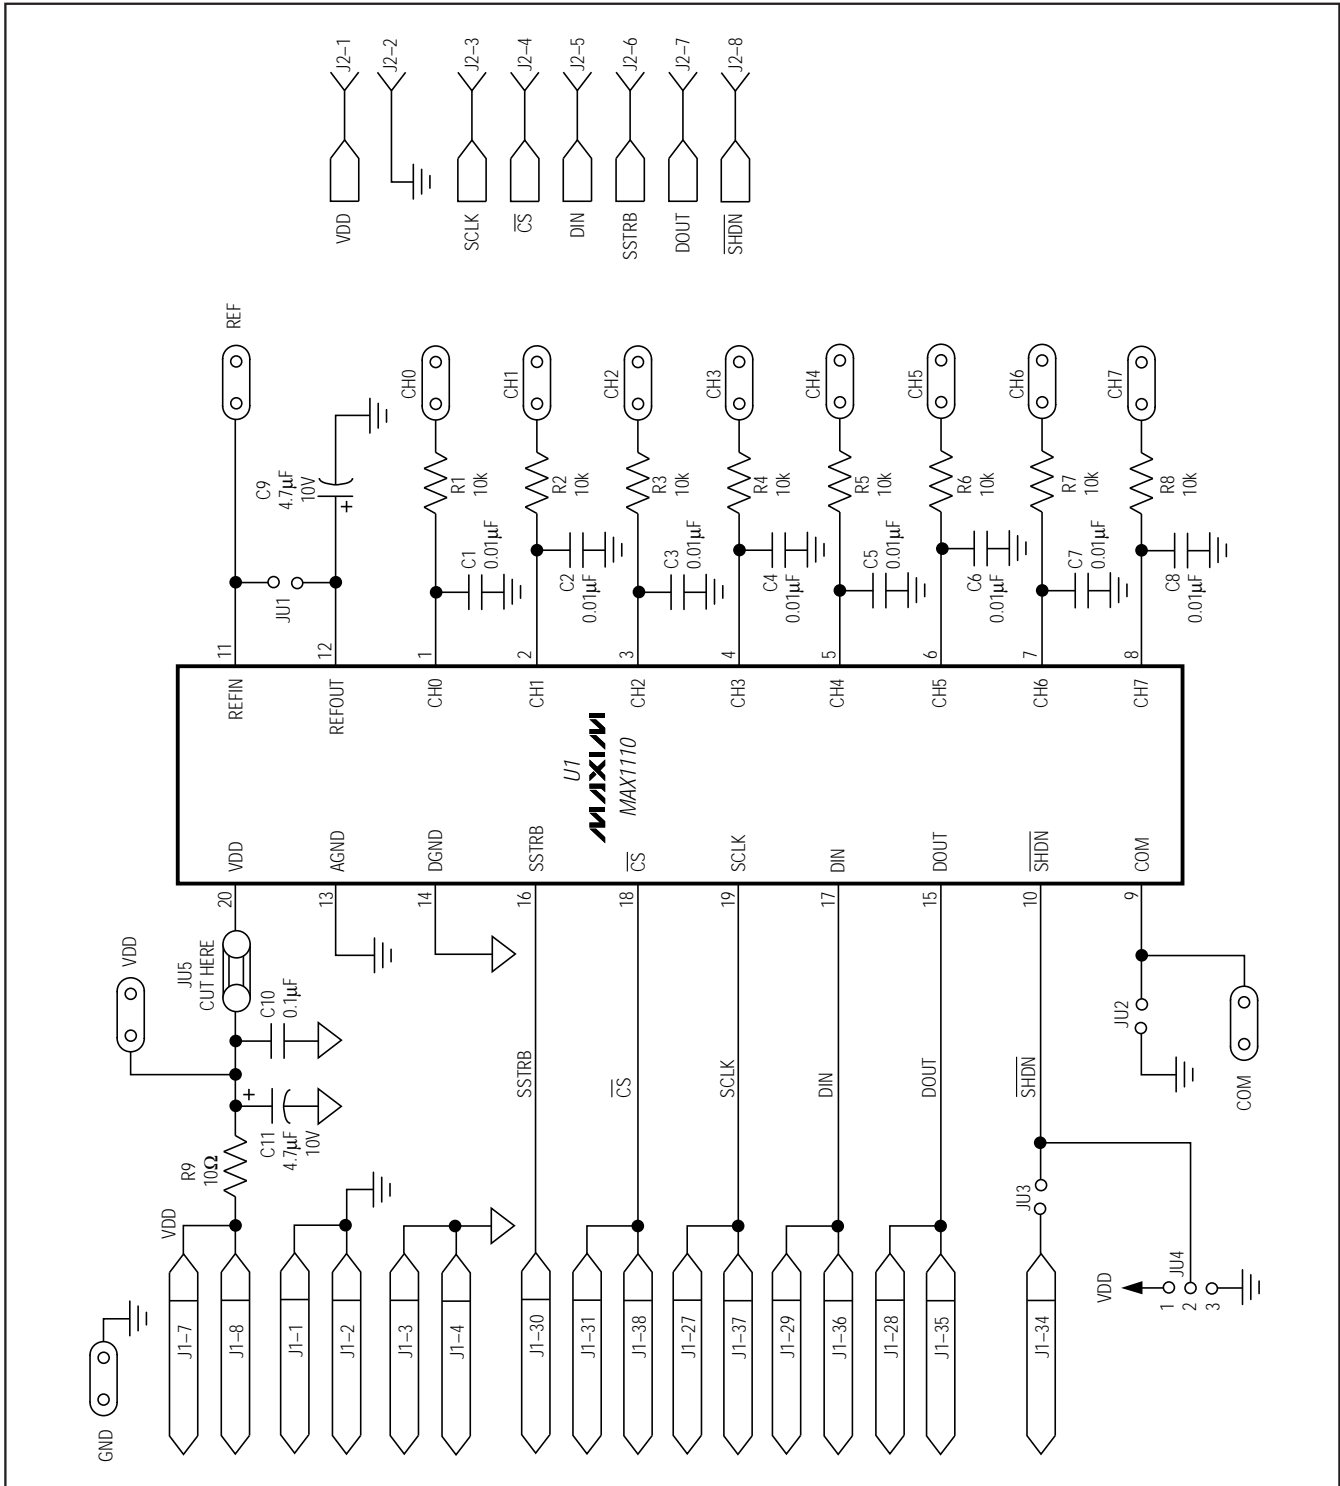 J2–1
J2–2
J2–3
J2–4
J2–5
J2–6
J2–7
J2–8
VDD
SCLK
C̅S̅
DIN
SSTRB
DOUT
S̅H̅D̅N̅
REF
CH0
CH1
CH2
CH3
CH4
CH5
CH6
CH7
C9
4.7µF
10V
JU1
R1
10k
R2
10k
R3
10k
R4
10k
R5
10k
R6
10k
R7
10k
R8
10k
C1
0.01µF
C2
0.01µF
C3
0.01µF
C4
0.01µF
C5
0.01µF
C6
0.01µF
C7
0.01µF
C8
0.01µF
11
12
1
2
3
4
5
6
7
8
REFIN
REFOUT
CH0
CH1
CH2
CH3
CH4
CH5
CH6
CH7
U1
MAXIM
MAX1110
VDD
AGND
DGND
SSTRB
C̅S̅
SCLK
DIN
DOUT
S̅H̅D̅N̅
COM
20
13
14
16
18
19
17
15
10
9
VDD
JU5
CUT HERE
C10
0.1µF
+
C11
4.7µF
10V
R9
10Ω
+
SSTRB
C̅S̅
SCLK
DIN
DOUT
S̅H̅D̅N̅
JU2
COM
JU3
JU4
VDD
1
2
3
VDD
GND
J1–7
J1–8
J1–1
J1–2
J1–3
J1–4
J1–30
J1–31
J1–38
J1–27
J1–37
J1–29
J1–36
J1–28
J1–35
J1–34